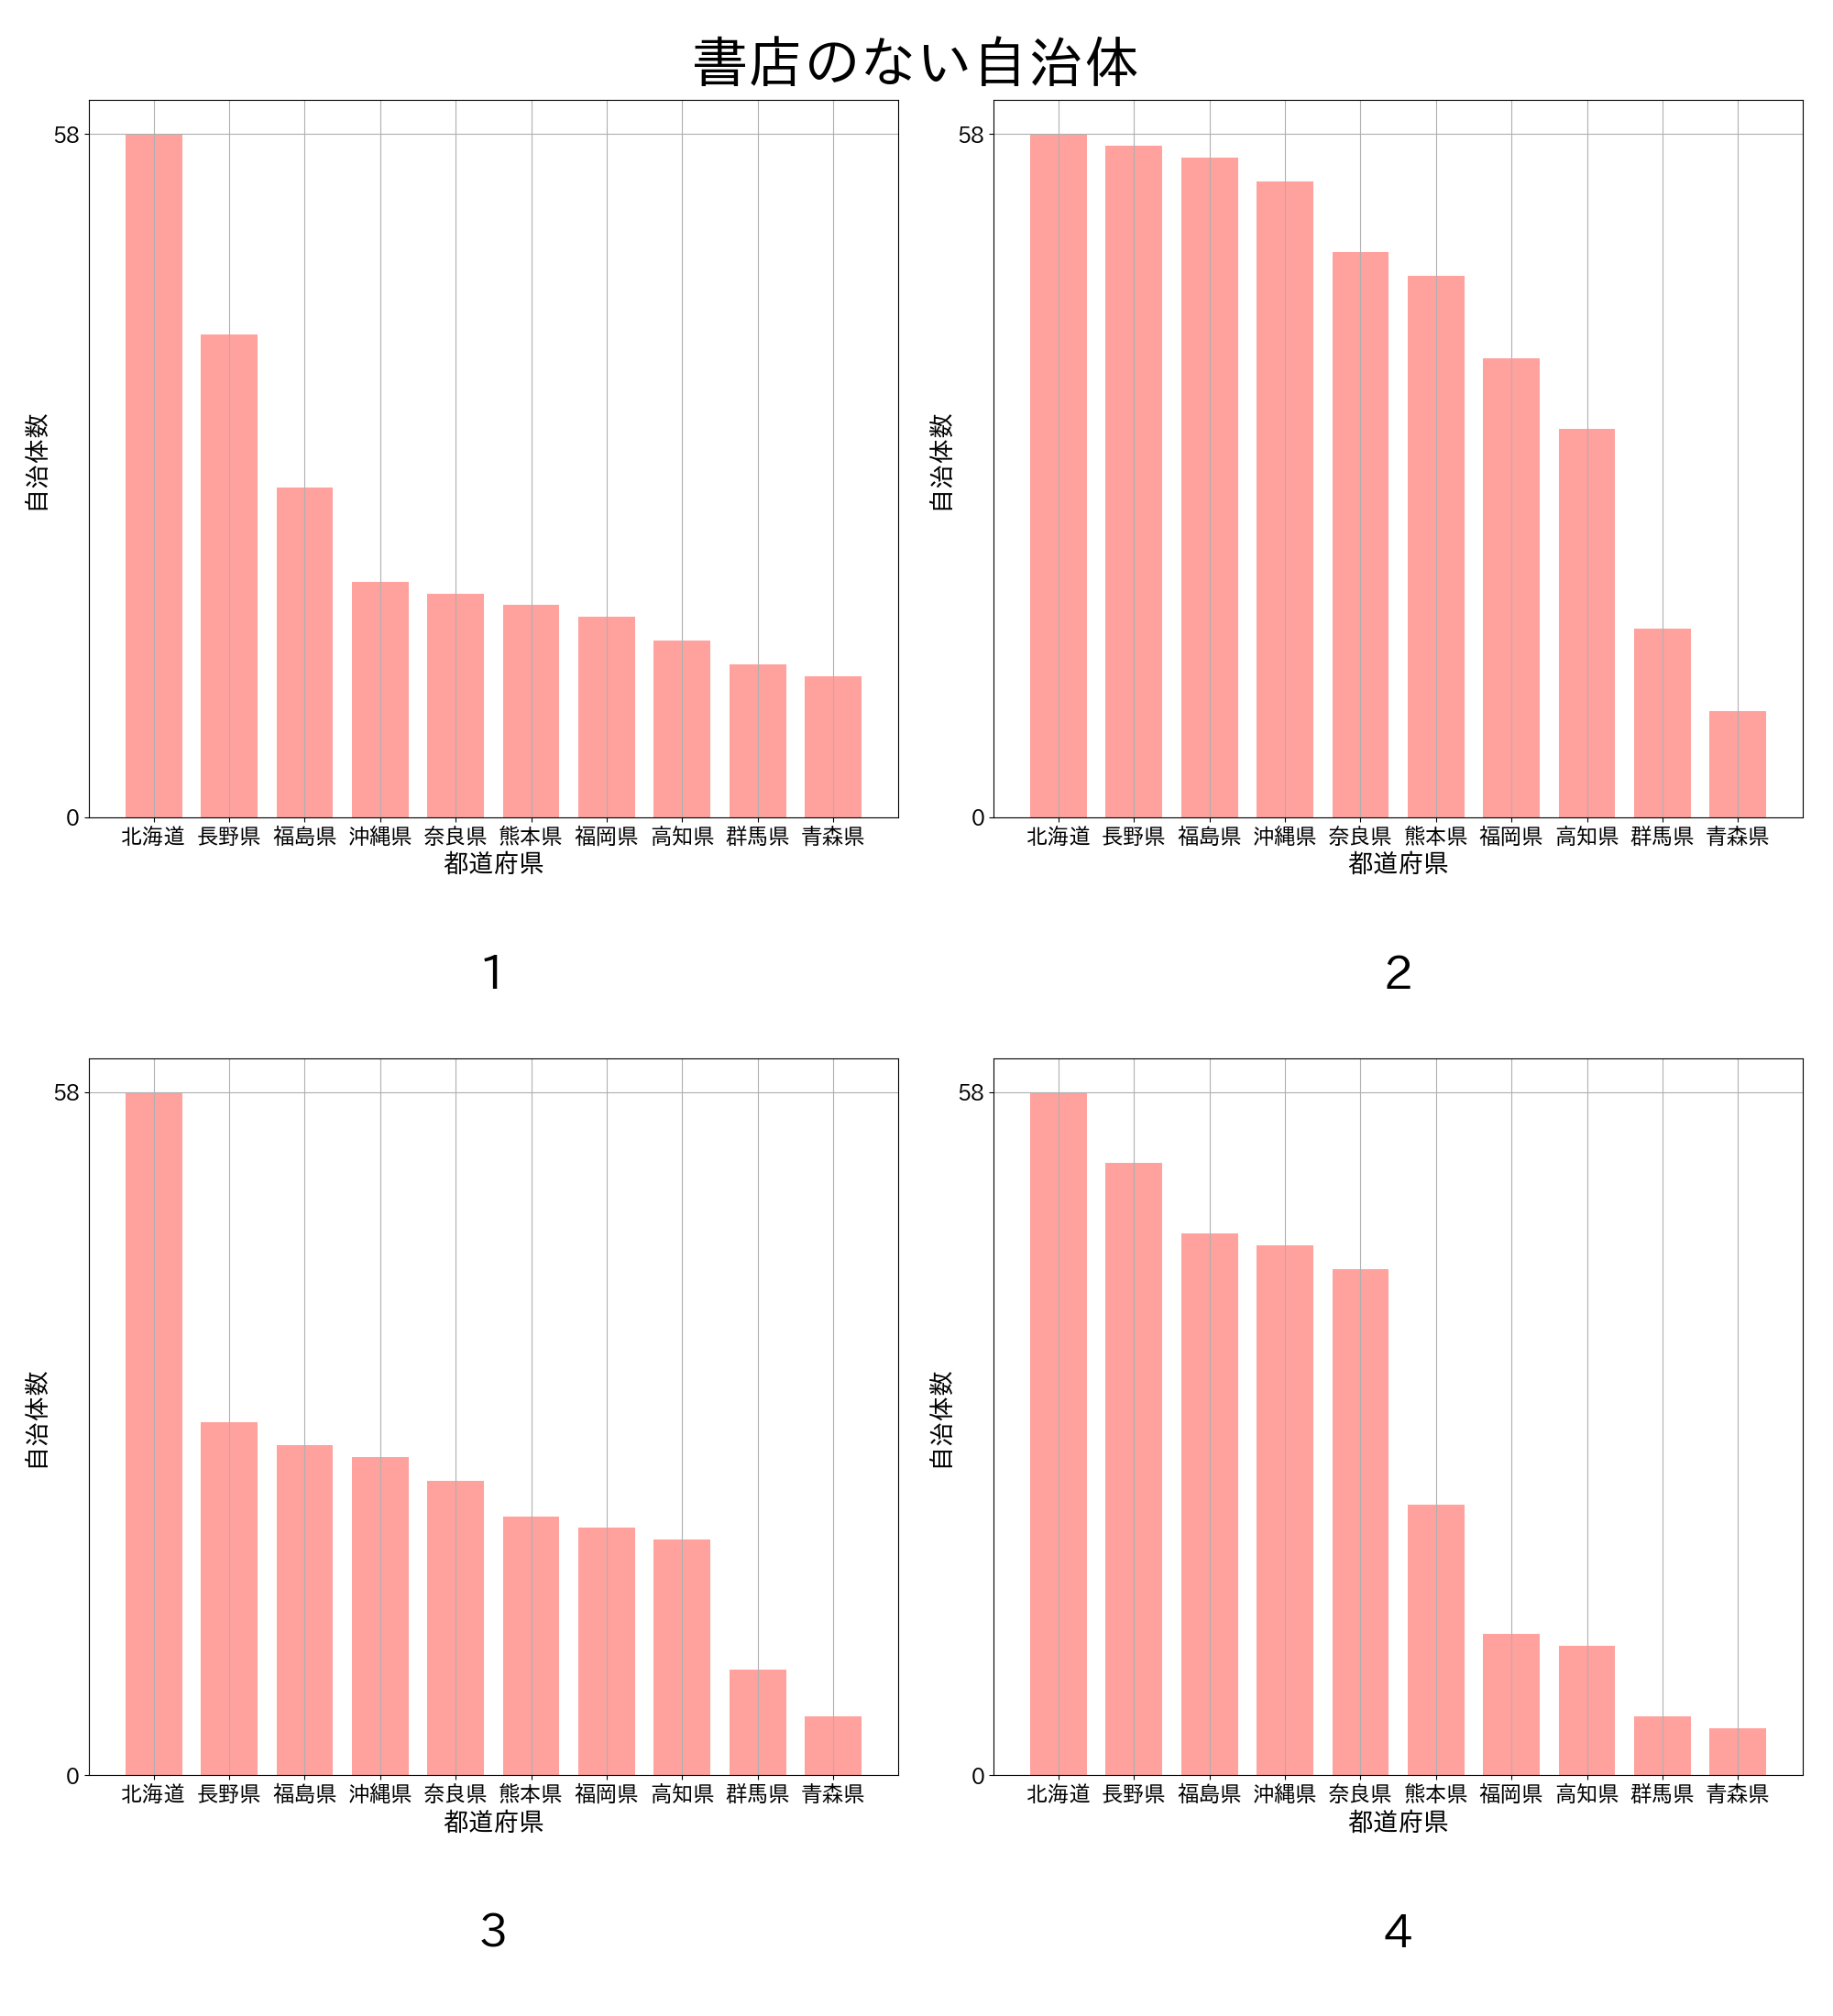 書店のない自治体
58
0
自治体数
北海道 長野県 福島県 沖縄県 奈良県 熊本県 福岡県 高知県 群馬県 青森県
都道府県
1
58
0
自治体数
北海道 長野県 福島県 沖縄県 奈良県 熊本県 福岡県 高知県 群馬県 青森県
都道府県
2
58
0
自治体数
北海道 長野県 福島県 沖縄県 奈良県 熊本県 福岡県 高知県 群馬県 青森県
都道府県
3
58
0
自治体数
北海道 長野県 福島県 沖縄県 奈良県 熊本県 福岡県 高知県 群馬県 青森県
都道府県
4